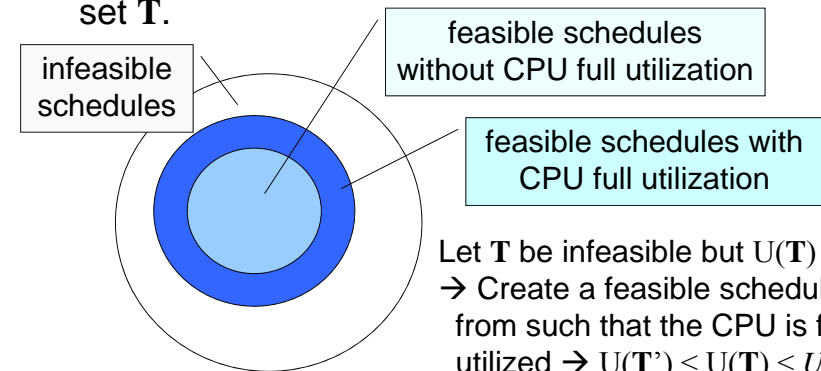 set T.
feasible schedules
without CPU full utilization
infeasible
schedules
feasible schedules with
CPU full utilization
Let T be infeasible but U(T)
→ Create a feasible schedul
from such that the CPU is f
utilized → U(T’) < U(T) < U